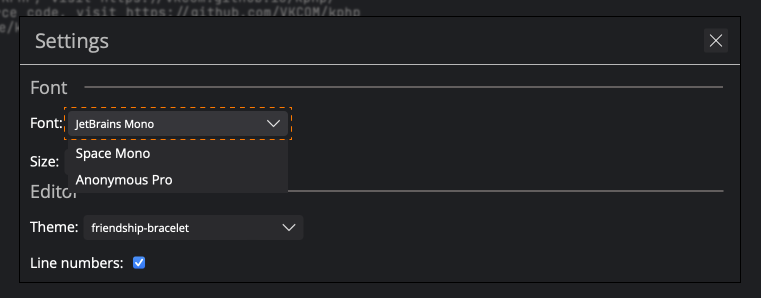 rce code, visit https://github.com/VKCOM/kphp
Settings
Font
Font: JetBrains Mono
Space Mono
Size:
Anonymous Pro
Editor
Theme: friendship-bracelet
Line numbers: